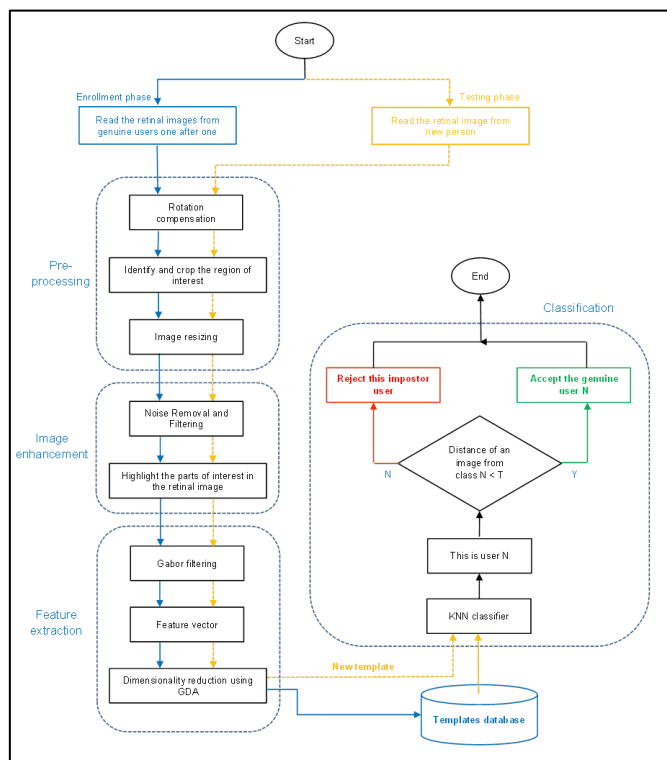 Start
Enrollment phase
Testing phase
Read the retinal images from
genuine users one after one
Read the retinal image from
new person
Pre-
processing
Rotation
compensation
Identify and crop the region of
interest
Image resizing
Image
enhancement
Noise Removal and
Filtering
Highlight the parts of interest in
the retinal image
Feature
extraction
Gabor filtering
Feature vector
Dimensionality reduction using
GDA
New template
Templates database
End
Classification
Reject this impostor
user
Accept the genuine
user N
Distance of an
image from
class N < T
N
Y
This is user N
KNN classifier